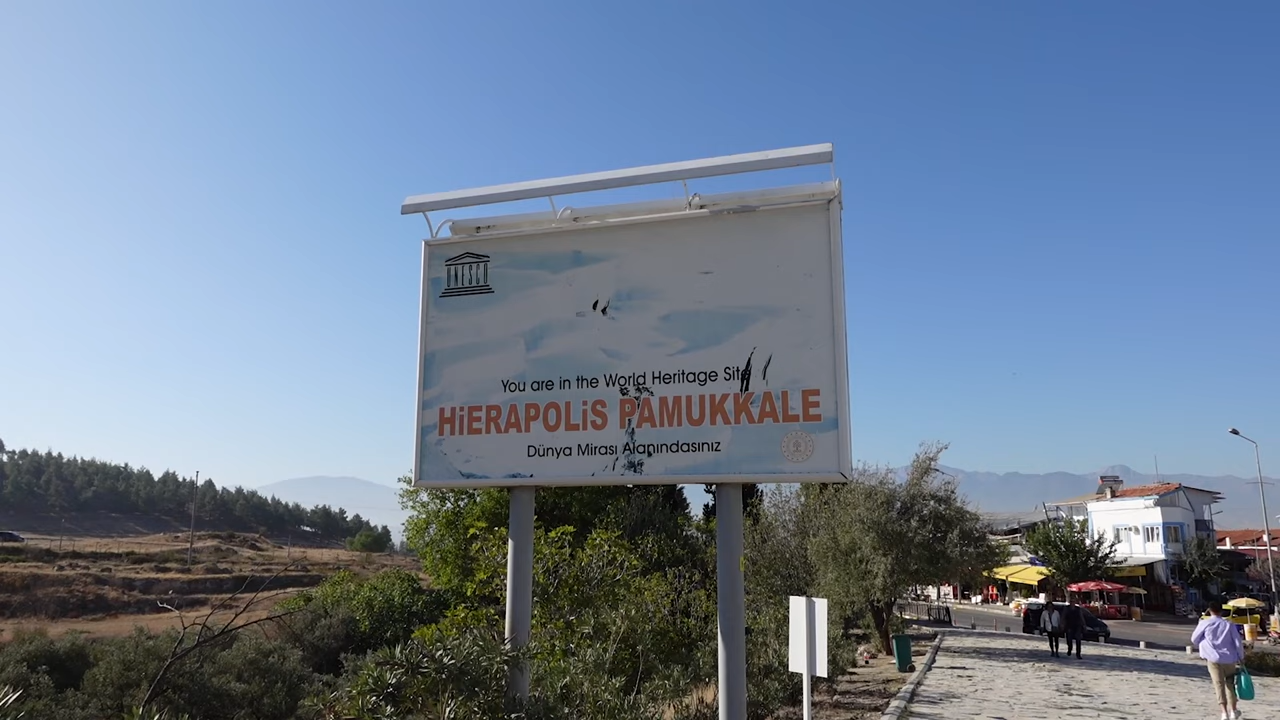 UNESCO
You are in the World Heritage Site
HiERAPOLiS PAMUKKALE
Dünya Mirası Alanındasınız